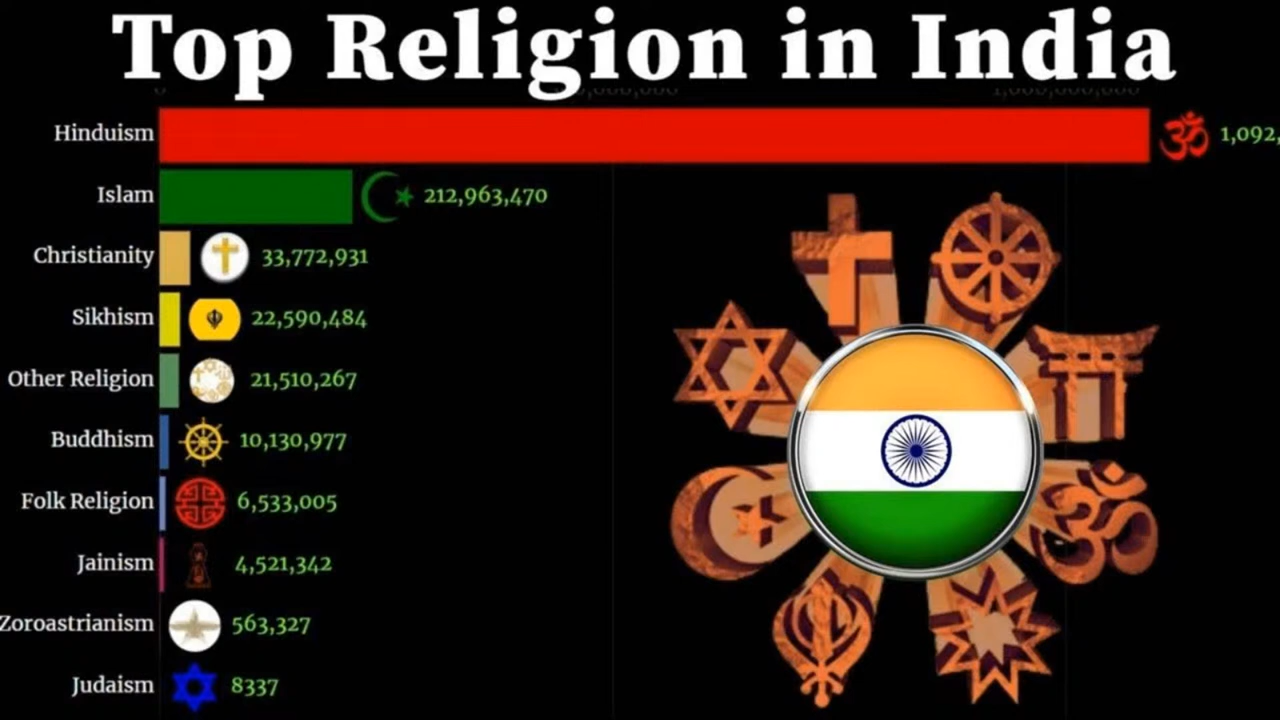 Top Religion in India
Hinduism 1,092,
Islam 212,963,470
Christianity 33,772,931
Sikhism 22,590,484
Other Religion 21,510,267
Buddhism 10,130,977
Folk Religion 6,533,005
Jainism 4,521,342
Zoroastrianism 563,327
Judaism 8337